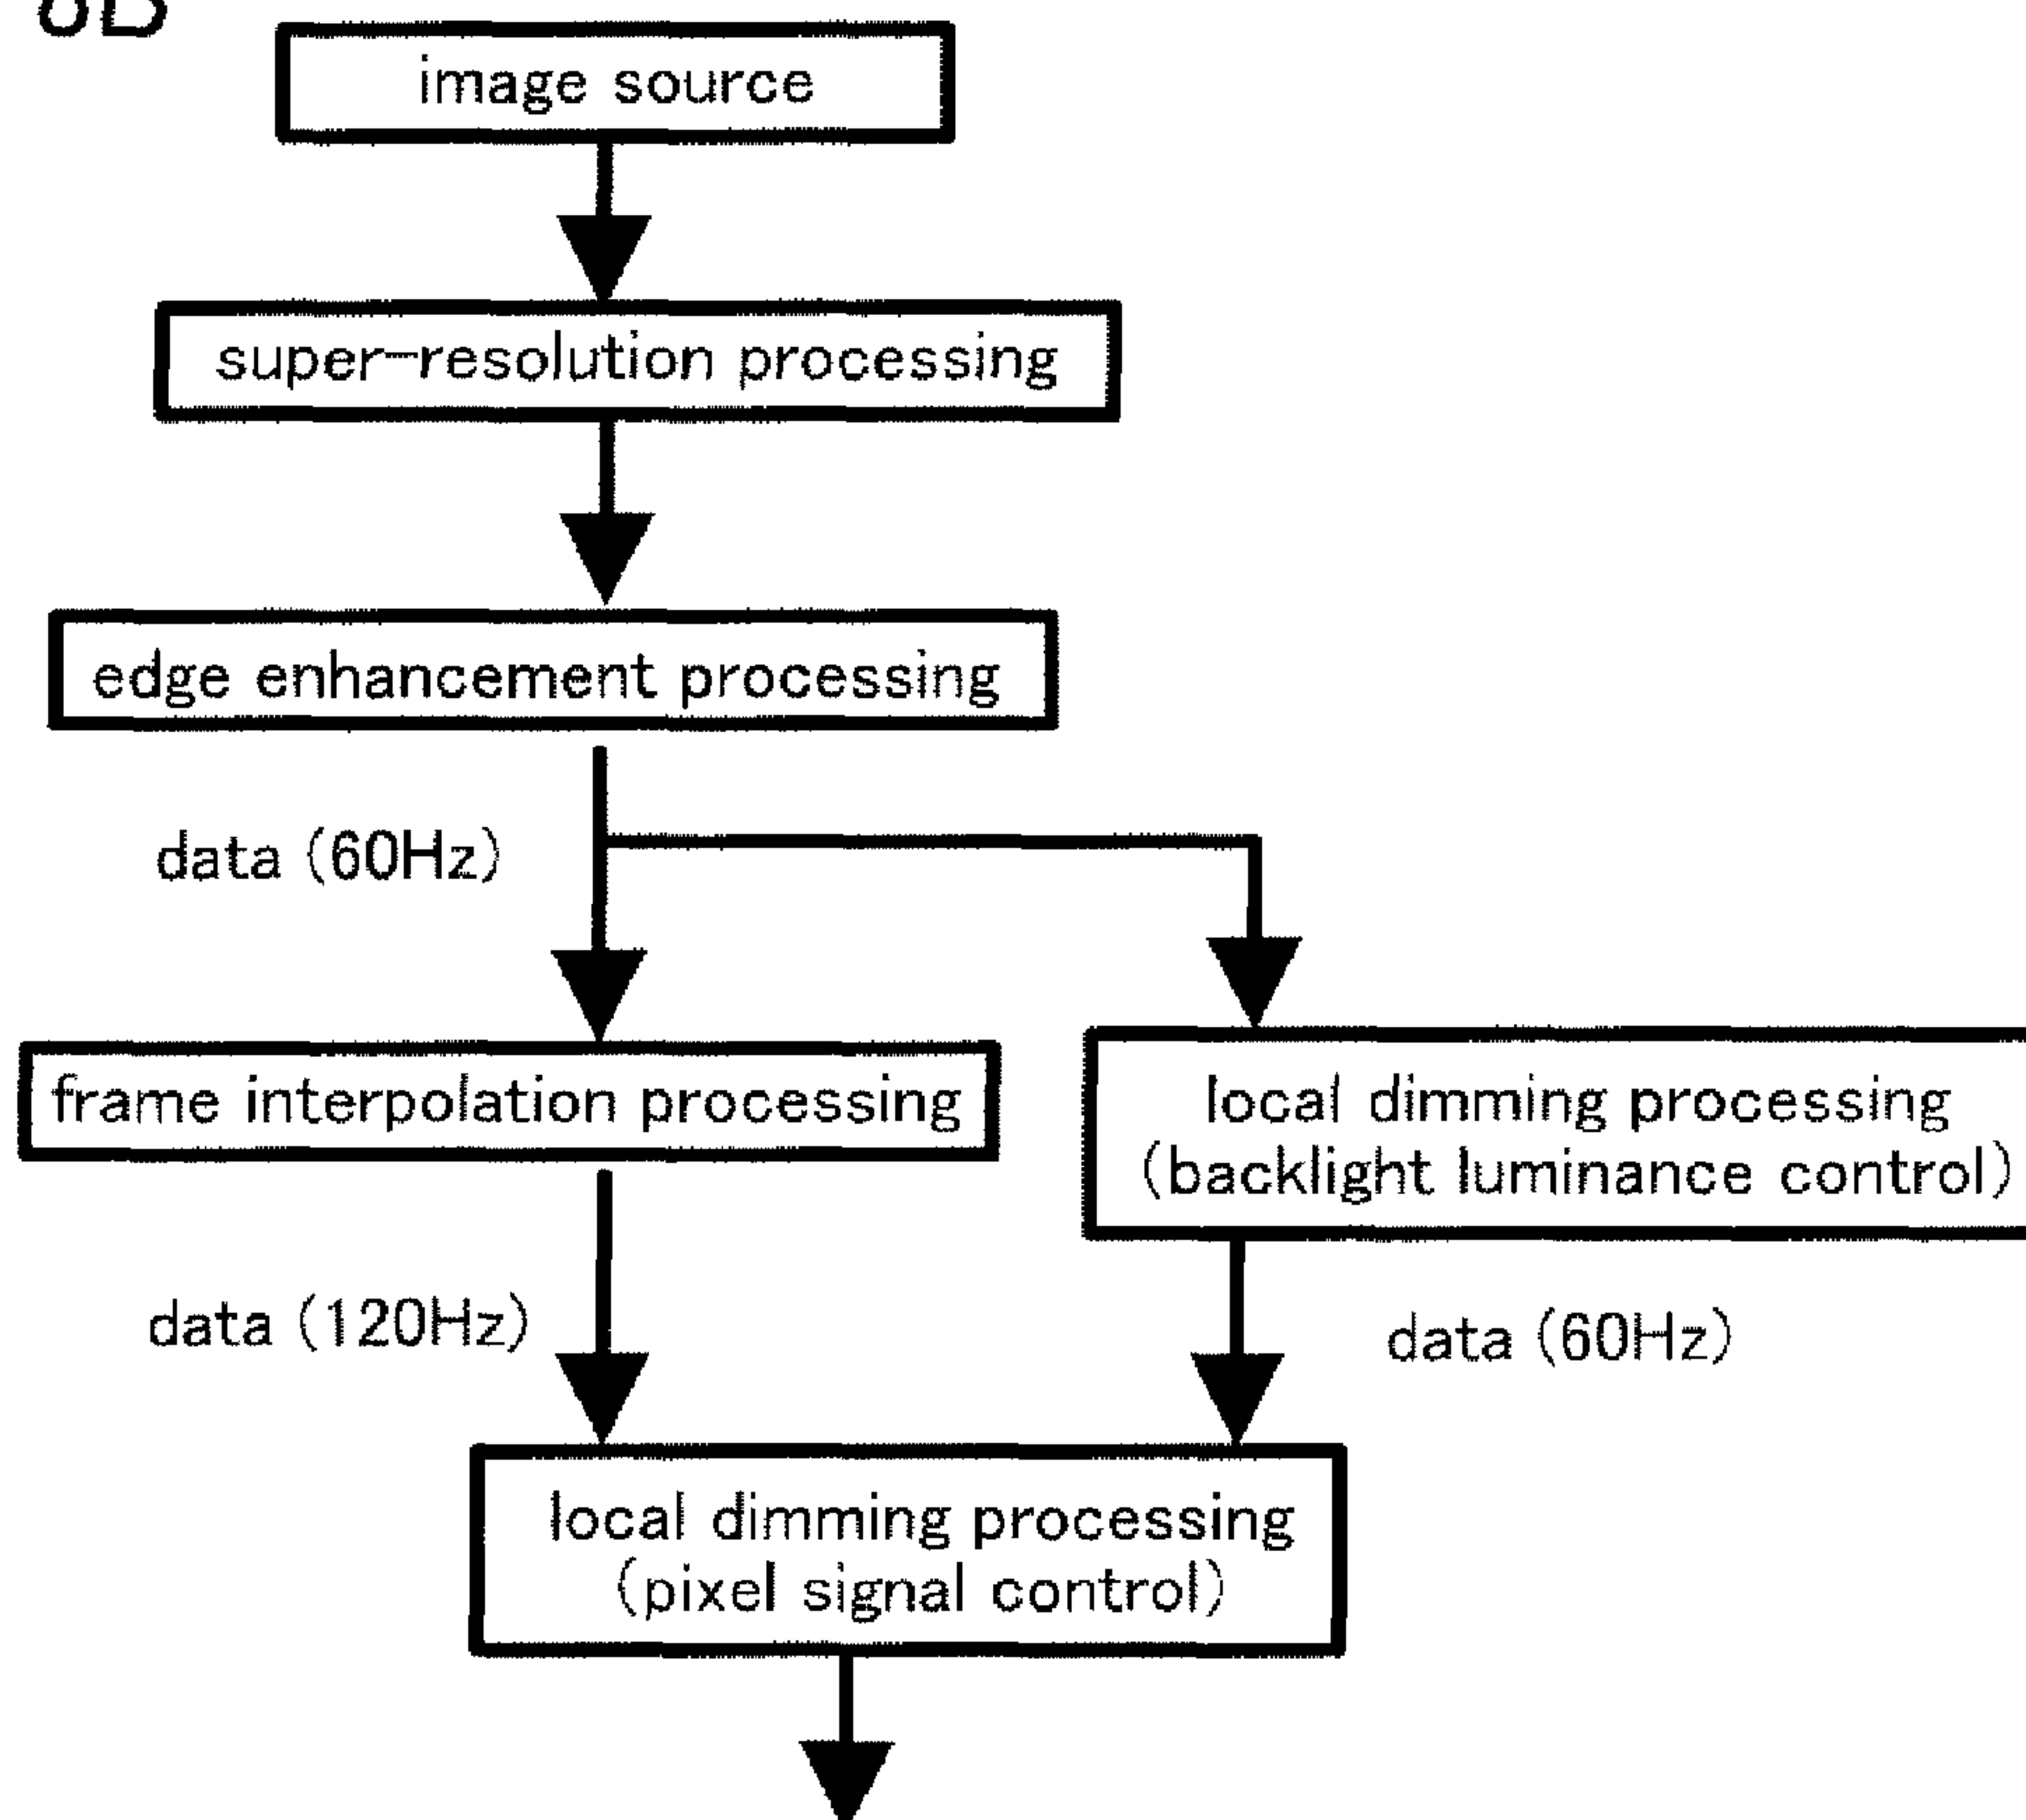 image source
super-resolution processing
edge enhancement processing
data (60Hz)
frame interpolation processing
local dimming processing
(backlight luminance control)
data (120Hz)
data (60Hz)
local dimming processing
(pixel signal control)